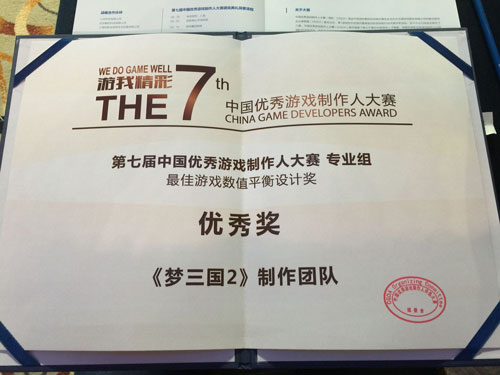 WE DO GAME WELL
游我精彩
THE 7th
中国优秀游戏制作人大赛
CHINA GAME DEVELOPERS AWARD
第七届中国优秀游戏制作人大赛 专业组
最佳游戏数值平衡设计奖
优秀奖
《梦三国2》制作团队
CGDA Organizing Committee